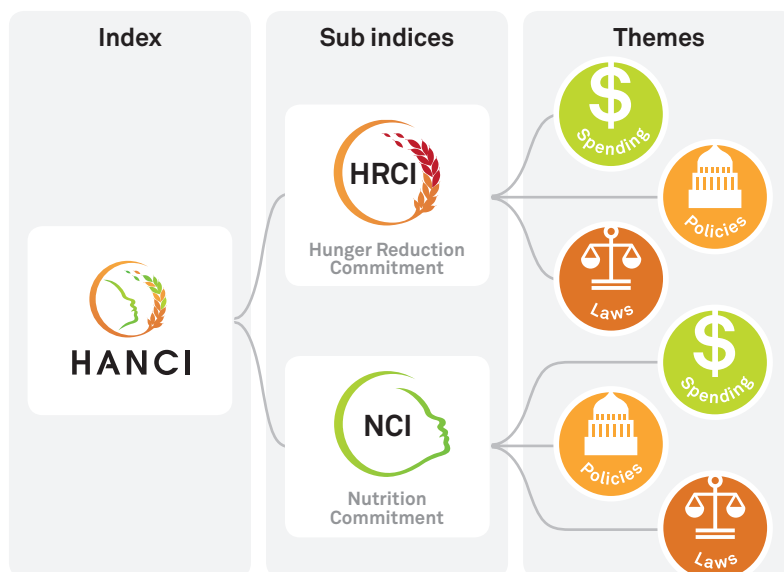 Index
Sub indices
Themes
HANCI
HRCI
Hunger Reduction
Commitment
$
Spending
Policies
Laws
NCI
Nutrition
Commitment
$
Spending
Policies
Laws